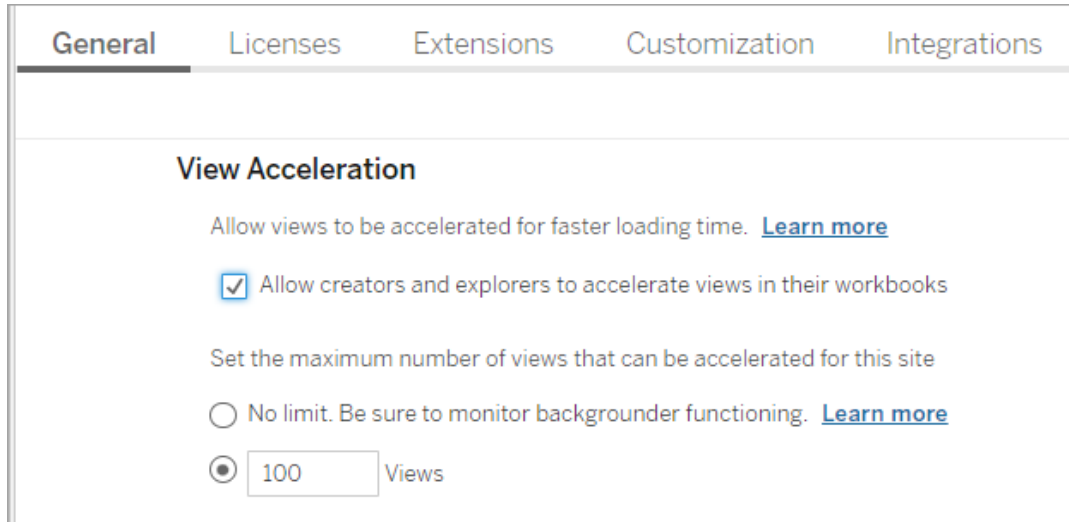 General Licenses Extensions Customization Integrations
View Acceleration
Allow views to be accelerated for faster loading time. Learn more
Allow creators and explorers to accelerate views in their workbooks
Set the maximum number of views that can be accelerated for this site
No limit. Be sure to monitor backgrounder functioning. Learn more
100 Views